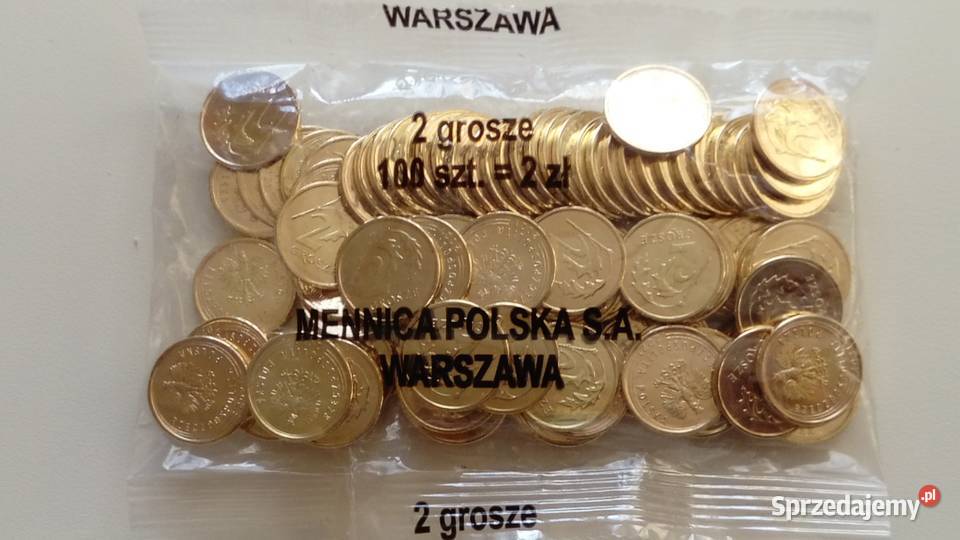 WARSZAWA
2 grosze
100 szt. = 2 zł
MENNICA POLSKA S.A.
WARSZAWA
2 grosze
Sprzedajemy.pl